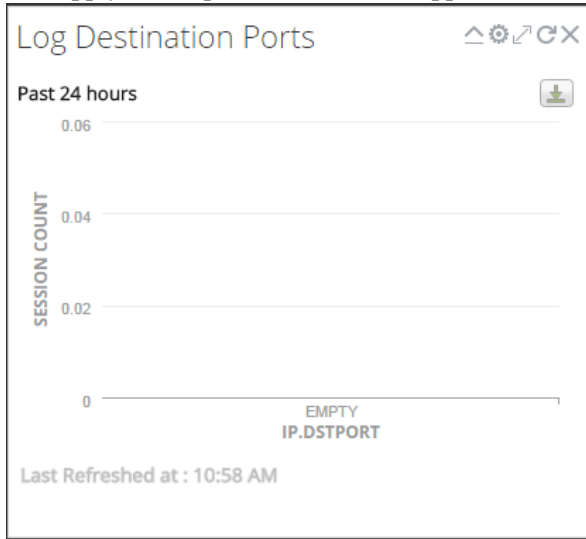 Log Destination Ports
Past 24 hours
0.06
0.04
0.02
0
SESSION COUNT
EMPTY
IP.DSTPORT
Last Refreshed at : 10:58 AM